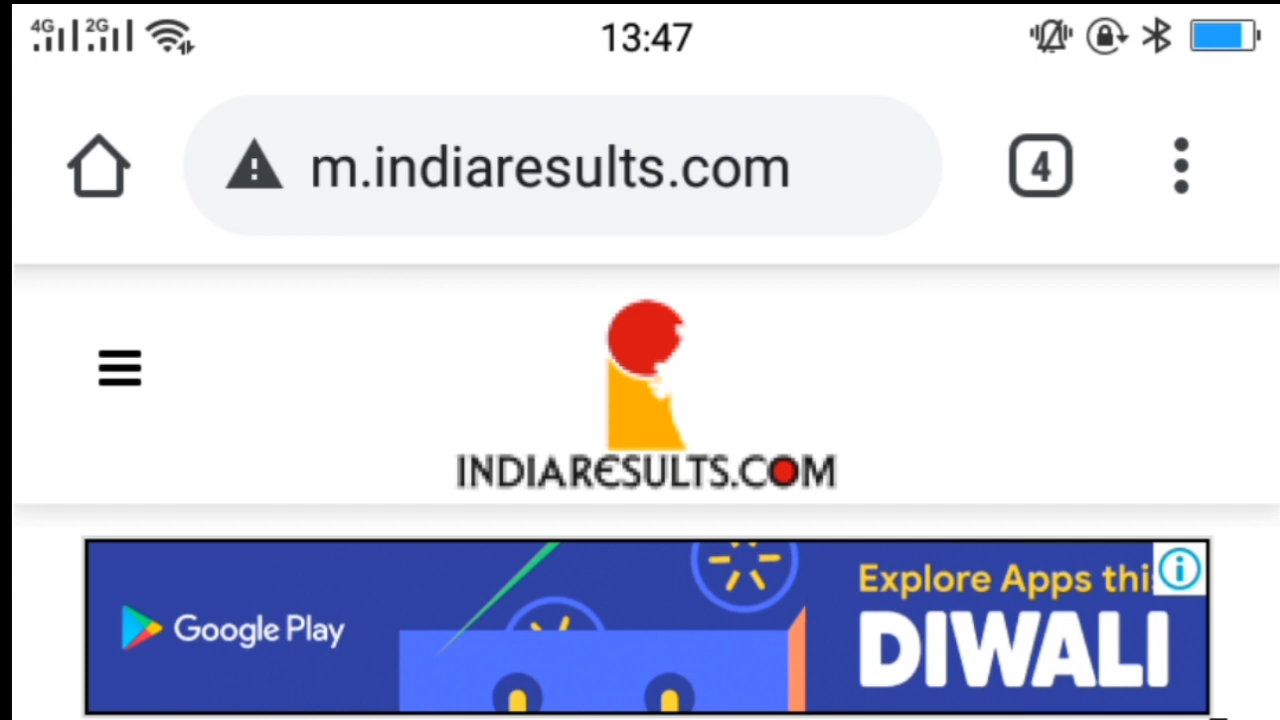 4G 2G 13:47
m.indiaresults.com 4
INDIARESULTS.COM
Google Play
Explore Apps thi
DIWALI